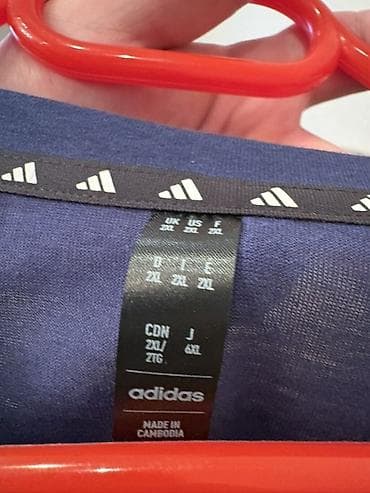 UK US F
2XL 2XL 2XL
D I E
2XL 2XL 2XL
CDN J
2XL/ 6XL
2TG
adidas
MADE IN
CAMBODIA